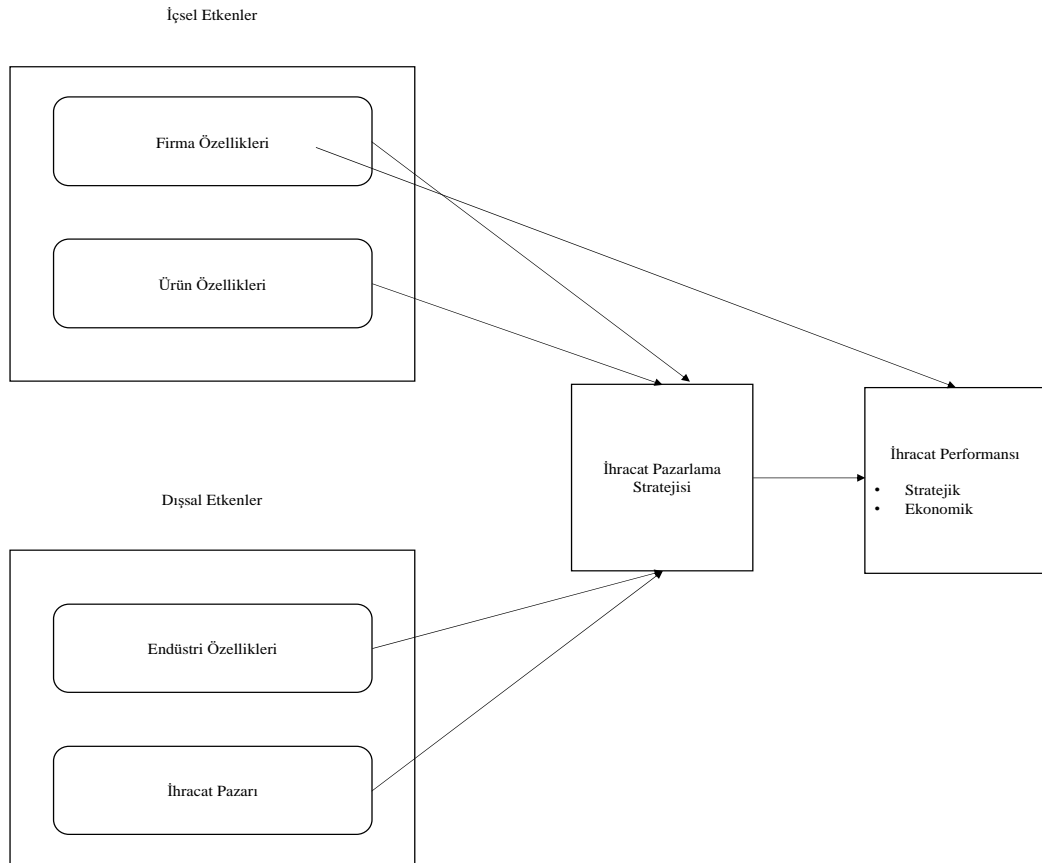 İçsel Etkenler
Firma Özellikleri
Ürün Özellikleri
İhracat Pazarlama
Stratejisi
İhracat Performansı
• Stratejik
• Ekonomik
Dışsal Etkenler
Endüstri Özellikleri
İhracat Pazarı